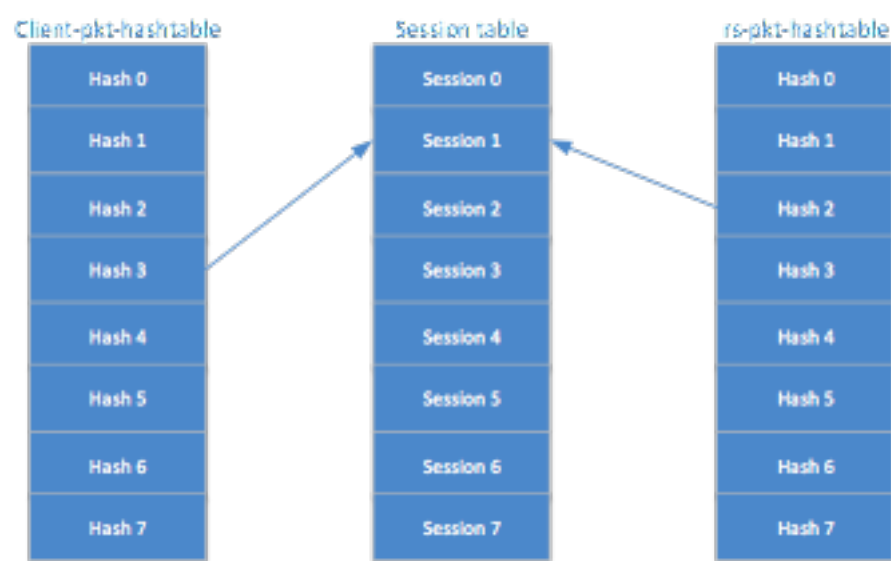 Client-pkt-hashtable
Session table
rs-pkt-hashtable
Hash 0
Session 0
Hash 0
Hash 1
Session 1
Hash 1
Hash 2
Session 2
Hash 2
Hash 3
Session 3
Hash 3
Hash 4
Session 4
Hash 4
Hash 5
Session 5
Hash 5
Hash 6
Session 6
Hash 6
Hash 7
Session 7
Hash 7